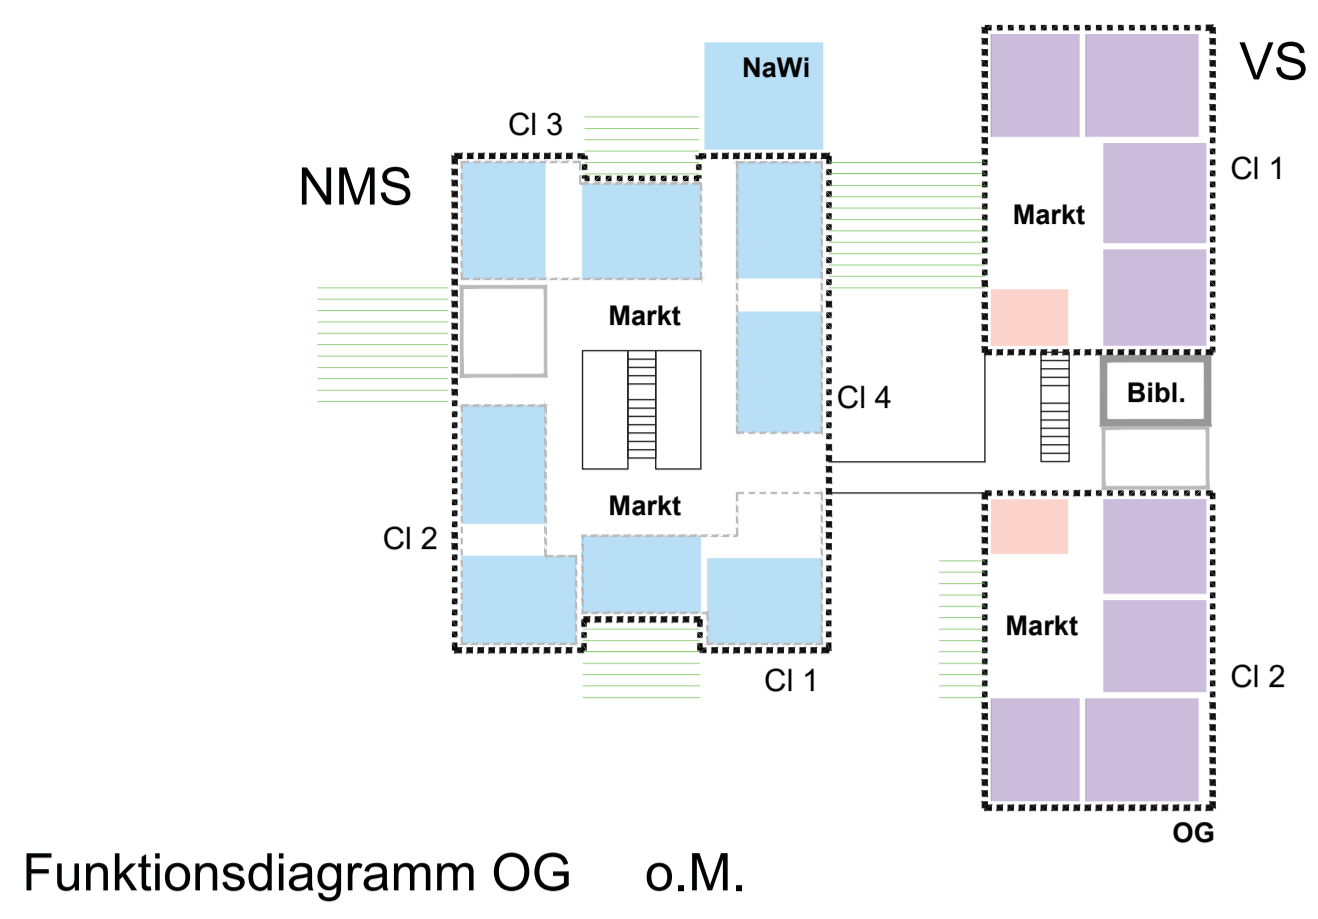 NaWi
VS
Cl 3
NMS
Cl 1
Markt
Markt
Bibl.
Cl 4
Markt
Cl 2
Markt
Cl 1
Cl 2
OG
Funktionsdiagramm OG o.M.